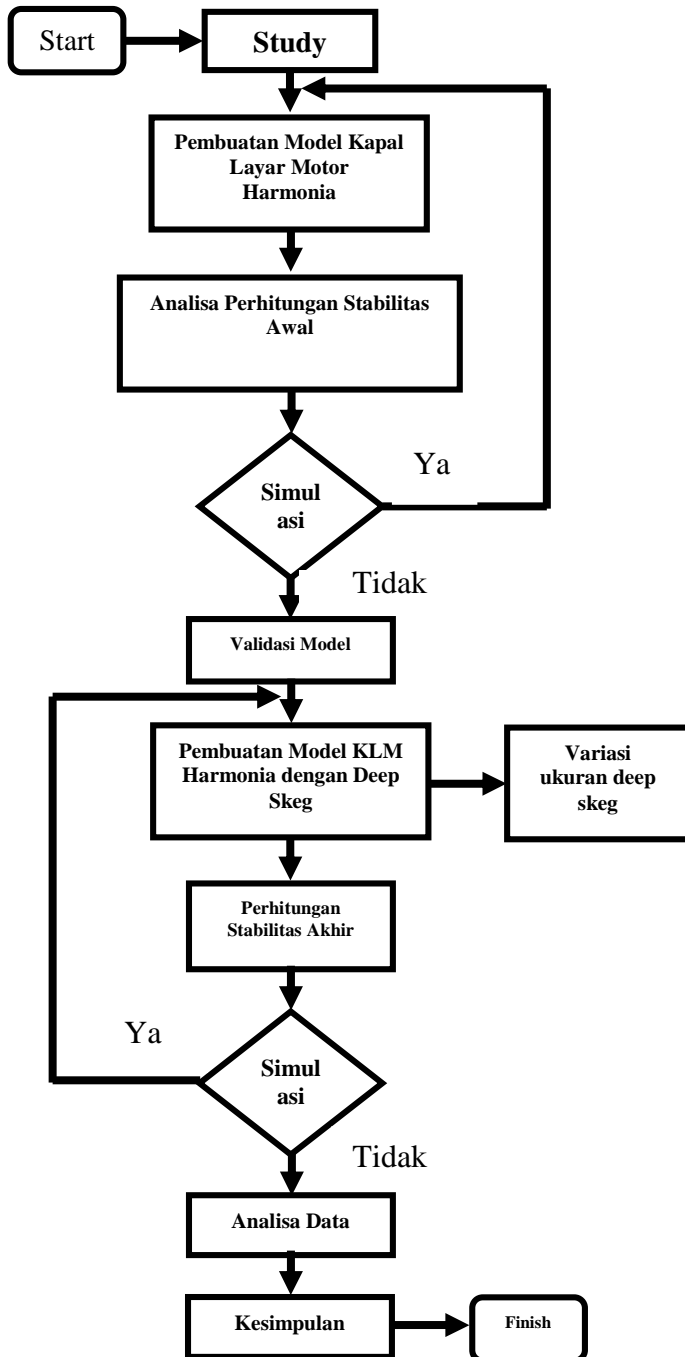 Start
Study
Pembuatan Model Kapal
Layar Motor
Harmonia
Analisa Perhitungan Stabilitas
Awal
Ya
Simul
asi
Tidak
Validasi Model
Pembuatan Model KLM
Harmonia dengan Deep
Skeg
Variasi
ukuran deep
skeg
Perhitungan
Stabilitas Akhir
Ya
Simul
asi
Tidak
Analisa Data
Kesimpulan
Finish